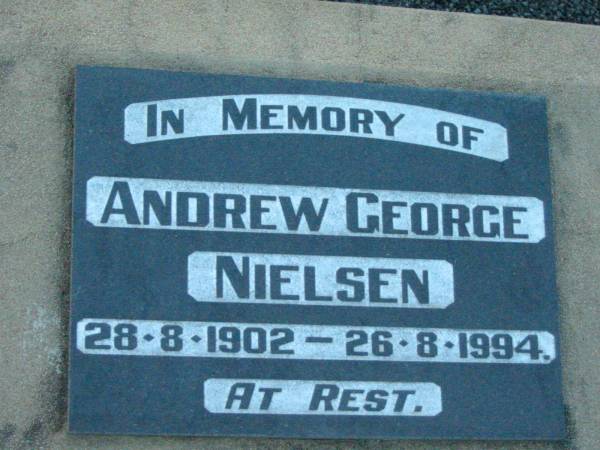 IN MEMORY OF
ANDREW GEORGE
NIELSEN
28·8·1902 – 26·8·1994.
AT REST.